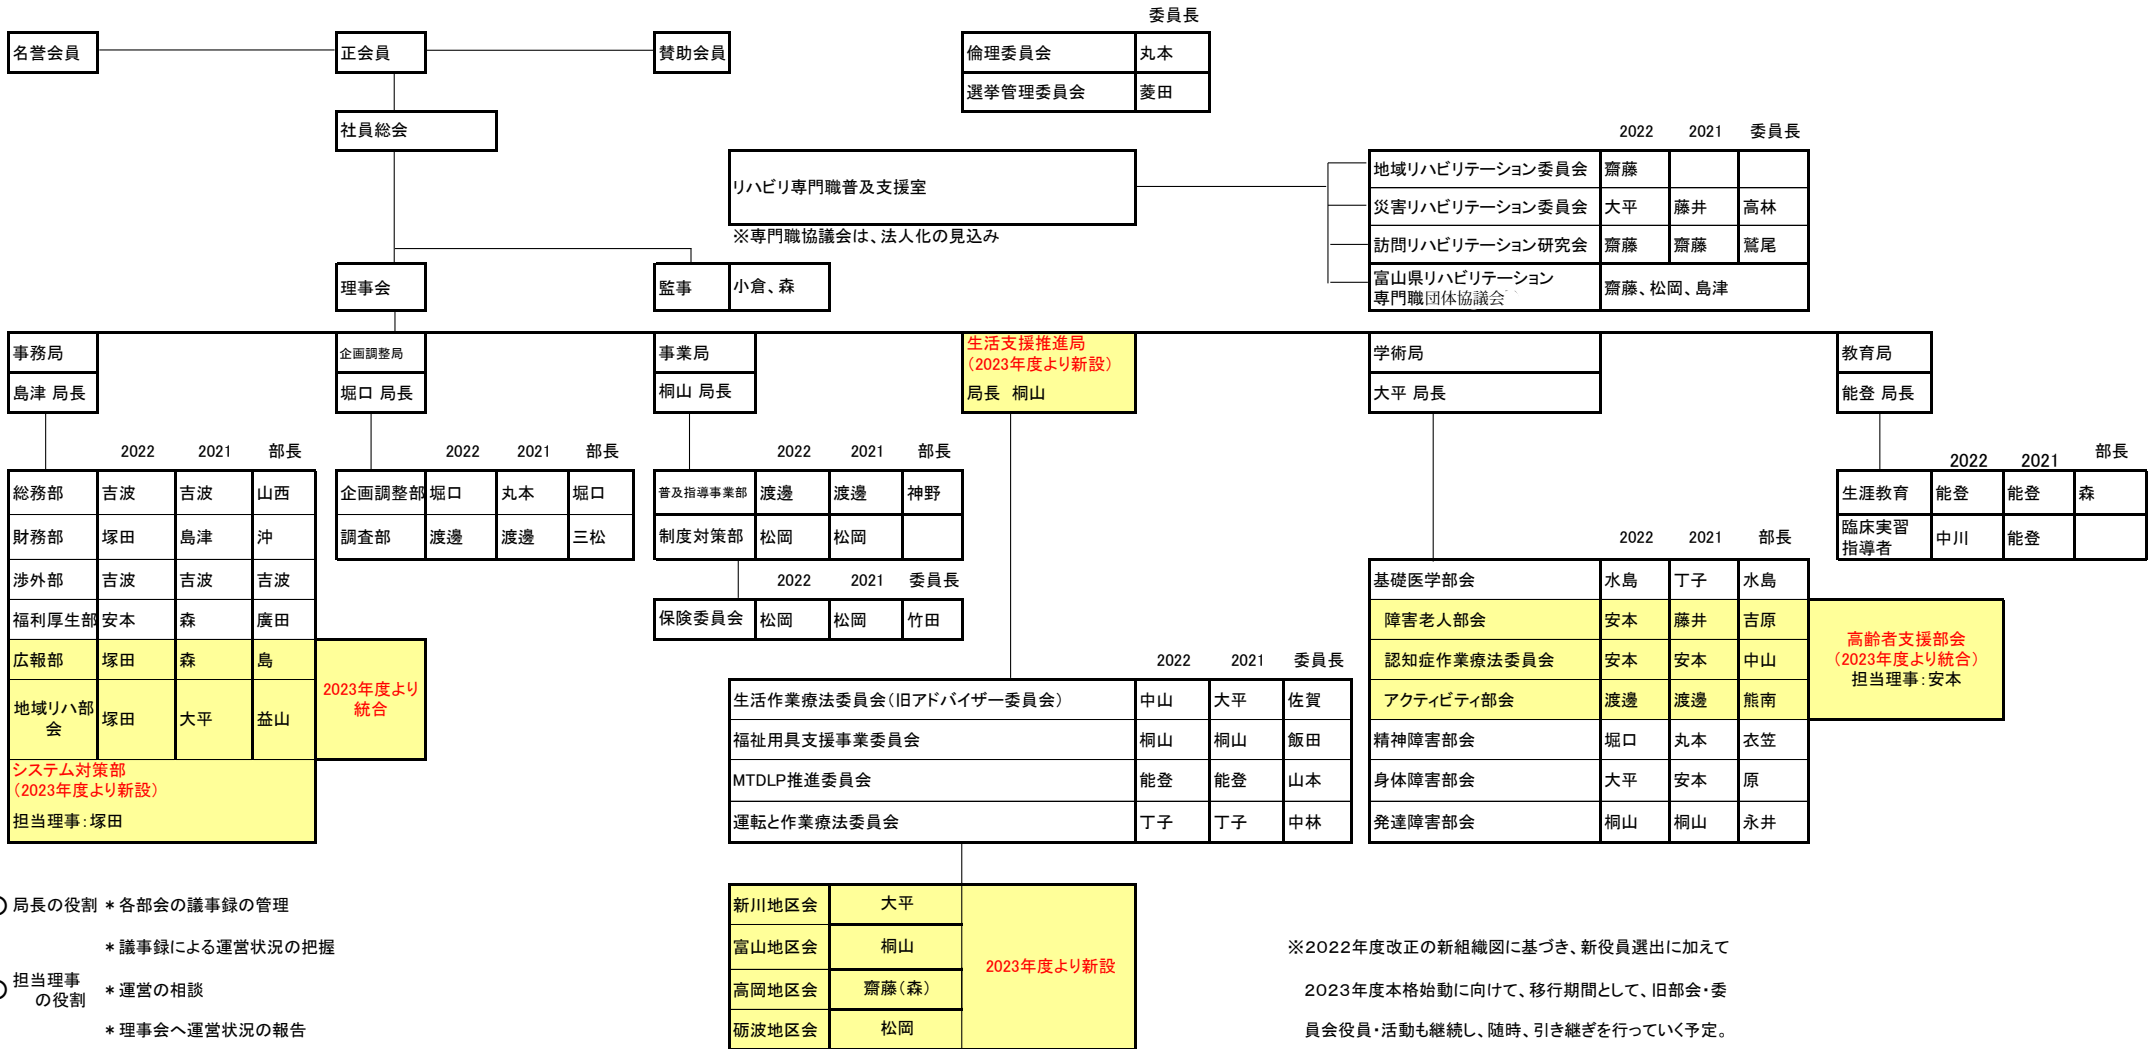 委員長
名誉会員 正会員 賛助会員 倫理委員会 丸本
選挙管理委員会 菱田
社員総会
2022 2021 委員長
リハビリ専門職普及支援室
※専門職協議会は、法人化の見込み
地域リハビリテーション委員会 齋藤
災害リハビリテーション委員会 大平 藤井 高林
訪問リハビリテーション研究会 齋藤 齋藤 鷲尾
富山県リハビリテーション
専門職団体協議会 齋藤、松岡、島津
理事会 監事 小倉、森
事務局
島津 局長
企画調整局
堀口 局長
事業局
桐山 局長
生活支援推進局
(2023年度より新設)
局長 桐山
学術局
大平 局長
教育局
能登 局長
2022 2021 部長
総務部 吉波 吉波 山西
財務部 塚田 島津 沖
渉外部 吉波 吉波 吉波
福利厚生部 安本 森 廣田
広報部 塚田 森 島
地域リハ部
会 塚田 大平 益山
2023年度より
統合
システム対策部
(2023年度より新設)
担当理事:塚田
2022 2021 部長
企画調整部 堀口 丸本 堀口
調査部 渡邊 渡邊 三松
2022 2021 部長
普及指導事業部 渡邊 渡邊 神野
制度対策部 松岡 松岡
2022 2021 委員長
保険委員会 松岡 松岡 竹田
2022 2021 委員長
生活作業療法委員会(旧アドバイザー委員会) 中山 大平 佐賀
福祉用具支援事業委員会 桐山 桐山 飯田
MTDLP推進委員会 能登 能登 山本
運転と作業療法委員会 丁子 丁子 中林
2022 2021 部長
基礎医学部会 水島 丁子 水島
障害老人部会 安本 藤井 吉原
認知症作業療法委員会 安本 安本 中山
アクティビティ部会 渡邊 渡邊 熊南
精神障害部会 堀口 丸本 衣笠
身体障害部会 大平 安本 原
発達障害部会 桐山 桐山 永井
高齢者支援部会
(2023年度より統合)
担当理事:安本
2022 2021 部長
生涯教育 能登 能登 森
臨床実習
指導者 中川 能登
新川地区会 大平
富山地区会 桐山
高岡地区会 齋藤(森)
砺波地区会 松岡
2023年度より新設
○ 局長の役割 *各部会の議事録の管理
*議事録による運営状況の把握
○ 担当理事
の役割 *運営の相談
*理事会へ運営状況の報告
※2022年度改正の新組織図に基づき、新役員選出に加えて
2023年度本格始動に向けて、移行期間として、旧部会・委
員会役員・活動も継続し、随時、引き継ぎを行っていく予定。